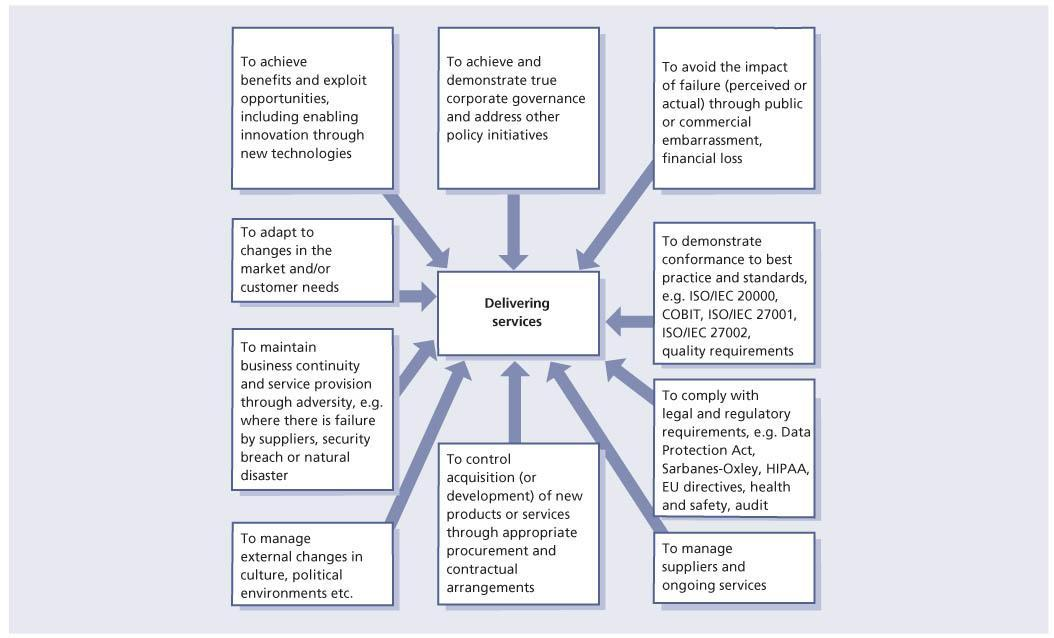 To achieve
benefits and exploit
opportunities,
including enabling
innovation through
new technologies
To achieve and
demonstrate true
corporate governance
and address other
policy initiatives
To avoid the impact
of failure (perceived or
actual) through public
or commercial
embarrassment,
financial loss
To adapt to
changes in the
market and/or
customer needs
Delivering
services
To demonstrate
conformance to best
practice and standards,
e.g. ISO/IEC 20000,
COBIT, ISO/IEC 27001,
ISO/IEC 27002,
quality requirements
To maintain
business continuity
and service provision
through adversity, e.g.
where there is failure
by suppliers, security
breach or natural
disaster
To comply with
legal and regulatory
requirements, e.g. Data
Protection Act,
Sarbanes-Oxley, HIPAA,
EU directives, health
and safety, audit
To manage
external changes in
culture, political
environments etc.
To control
acquisition (or
development) of new
products or services
through appropriate
procurement and
contractual
arrangements
To manage
suppliers and
ongoing services